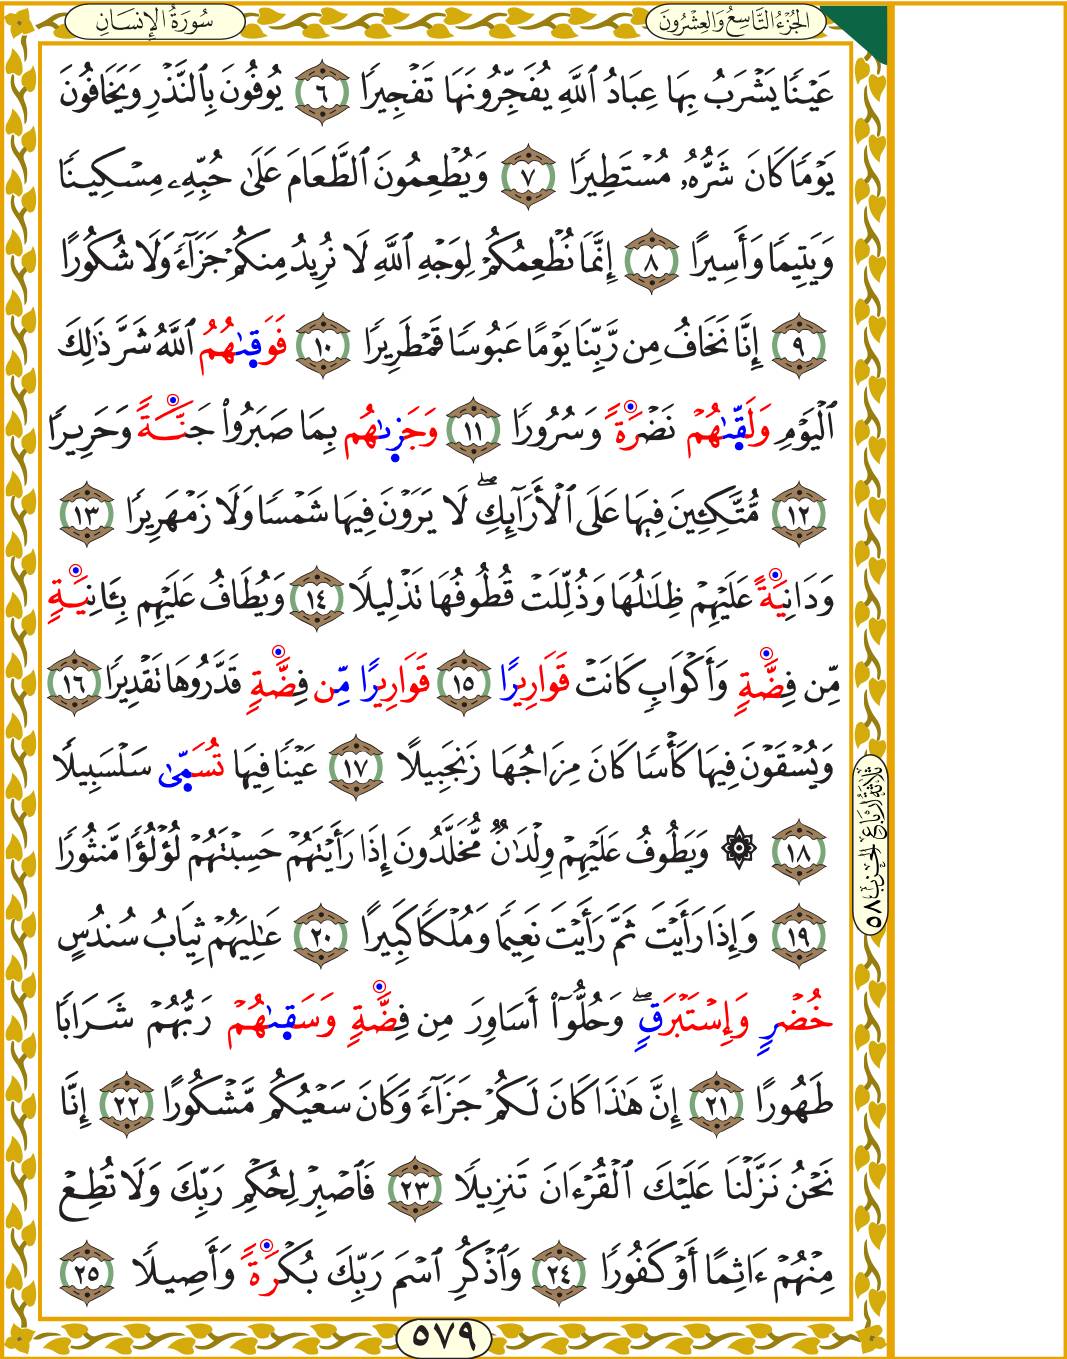 سُورَةُ الإِنسَانِ
الجُزْءُ التَّاسِعُ وَالعِشْرُونَ
عَيْنٗا يَشْرَبُ بِهَا عِبَادُ ٱللَّهِ يُفَجِّرُونَهَا تَفْجِيرٗا ٦ يُوفُونَ بِٱلنَّذْرِ وَيَخَافُونَ
يَوْمٗا كَانَ شَرُّهُۥ مُسْتَطِيرٗا ٧ وَيُطْعِمُونَ ٱلطَّعَامَ عَلَىٰ حُبِّهِۦ مِسْكِينٗا
وَيَتِيمٗا وَأَسِيرًا ٨ إِنَّمَا نُطْعِمُكُمْ لِوَجْهِ ٱللَّهِ لَا نُرِيدُ مِنكُمْ جَزَآءٗ وَلَا شُكُورًا
٩ إِنَّا نَخَافُ مِن رَّبِّنَا يَوْمًا عَبُوسٗا قَمْطَرِيرٗا ١٠ فَوَقٜىٰهُمُ ٱللَّهُ شَرَّ ذَٰلِكَ
ٱلْيَوْمِ وَلَقّٜىٰهُمْ نَضْرَةٗ وَسُرُورٗا ١١ وَجَزٜىٰهُم بِمَا صَبَرُوا۟ جَنَّةٗ وَحَرِيرٗا
١٢ مُّتَّكِـِٔينَ فِيهَا عَلَى ٱلْأَرَآئِكِۖ لَا يَرَوْنَ فِيهَا شَمْسٗا وَلَا زَمْهَرِيرٗا ١٣
وَدَانِيَةً عَلَيْهِمْ ظِلَٰلُهَا وَذُلِّلَتْ قُطُوفُهَا تَذْلِيلٗا ١٤ وَيُطَافُ عَلَيْهِم بِـَٔانِيَةٖ
مِّن فِضَّةٖ وَأَكْوَابٖ كَانَتْ قَوَارِيرٗا ١٥ قَوَارِيرٗا مِّن فِضَّةٖ قَدَّرُوهَا تَقْدِيرٗا ١٦
وَيُسْقَوْنَ فِيهَا كَأْسٗا كَانَ مِزَاجُهَا زَنجَبِيلًا ١٧ عَيْنٗا فِيهَا تُسَمّٜىٰ سَلْسَبِيلٗا
١٨ ۞ وَيَطُوفُ عَلَيْهِمْ وِلْدَٰنٞ مُّخَلَّدُونَ إِذَا رَأَيْتَهُمْ حَسِبْتَهُمْ لُؤْلُؤٗا مَّنثُورٗا
١٩ وَإِذَا رَأَيْتَ ثَمَّ رَأَيْتَ نَعِيمٗا وَمُلْكٗا كَبِيرًا ٢٠ عَٰلِيَهُمْ ثِيَابُ سُندُسٍ
خُضْرٖ وَإِسْتَبْرَقٖۖ وَحُلُّوٓا۟ أَسَاوِرَ مِن فِضَّةٖ وَسَقٜىٰهُمْ رَبُّهُمْ شَرَابٗا
طَهُورًا ٢١ إِنَّ هَٰذَا كَانَ لَكُمْ جَزَآءٗ وَكَانَ سَعْيُكُم مَّشْكُورًا ٢٢ إِنَّا
نَحْنُ نَزَّلْنَا عَلَيْكَ ٱلْقُرْءَانَ تَنزِيلٗا ٢٣ فَٱصْبِرْ لِحُكْمِ رَبِّكَ وَلَا تُطِعْ
مِنْهُمْ ءَاثِمًا أَوْ كَفُورٗا ٢٤ وَٱذْكُرِ ٱسْمَ رَبِّكَ بُكْرَةٗ وَأَصِيلٗا ٢٥
ثلاثة أرباع الحزب ٥٨
٥٧٩